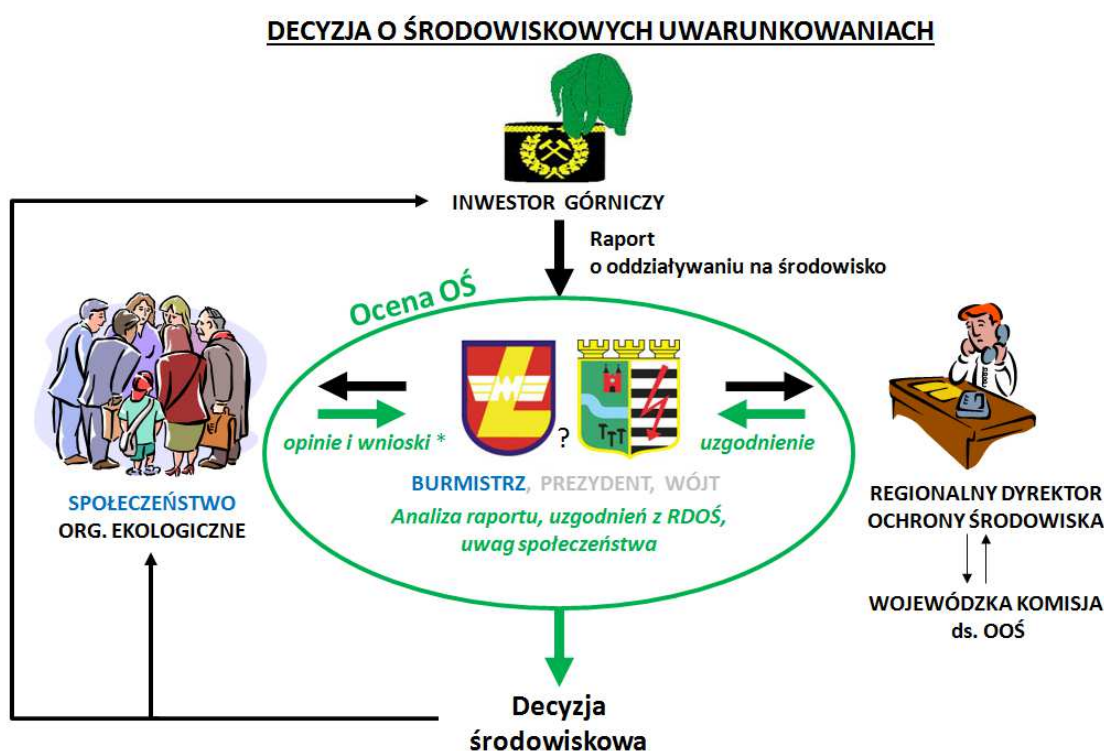 DECYZJA O ŚRODOWISKOWYCH UWARUNKOWANIACH
INWESTOR GÓRNICZY
Raport
o oddziaływaniu na środowisko
Ocena OŚ
opinie i wnioski *
?
uzgodnienie
BURMISTRZ, PREZYDENT, WÓJT
Analiza raportu, uzgodnień z RDOŚ,
uwag społeczeństwa
SPOŁECZEŃSTWO
ORG. EKOLOGICZNE
REGIONALNY DYREKTOR
OCHRONY ŚRODOWISKA
WOJEWÓDZKA KOMISJA
ds. OOŚ
Decyzja
środowiskowa